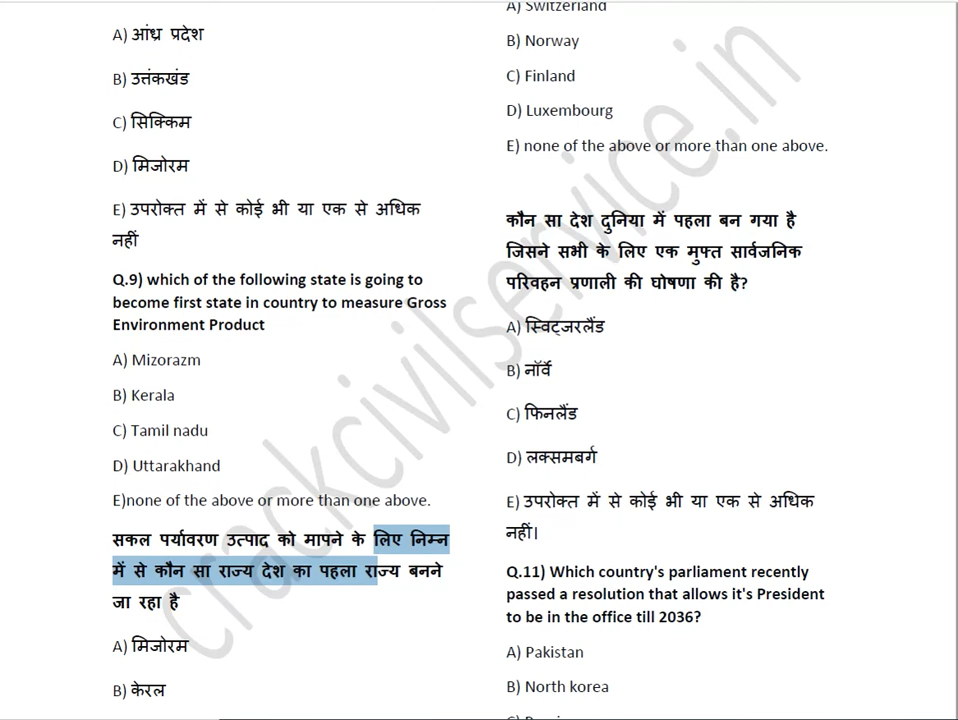 A) आंध्र प्रदेश
B) उत्तंकखंड
C) सिक्किम
D) मिजोरम
E) उपरोक्त में से कोई भी या एक से अधिक
नहीं
Q.9) which of the following state is going to
become first state in country to measure Gross
Environment Product
A) Mizorazm
B) Kerala
C) Tamil nadu
D) Uttarakhand
E)none of the above or more than one above.
सकल पर्यावरण उत्पाद को मापने के लिए निम्न
में से कौन सा राज्य देश का पहला राज्य बनने
जा रहा है
A) मिजोरम
B) केरल
A) Switzerland
B) Norway
C) Finland
D) Luxembourg
E) none of the above or more than one above.
कौन सा देश दुनिया में पहला बन गया है
जिसने सभी के लिए एक मुफ्त सार्वजनिक
परिवहन प्रणाली की घोषणा की है?
A) स्विट्जरलैंड
B) नॉर्वे
C) फिनलैंड
D) लक्समबर्ग
E) उपरोक्त में से कोई भी या एक से अधिक
नहीं।
Q.11) Which country's parliament recently
passed a resolution that allows it's President
to be in the office till 2036?
A) Pakistan
B) North korea
crackcivilservice.in